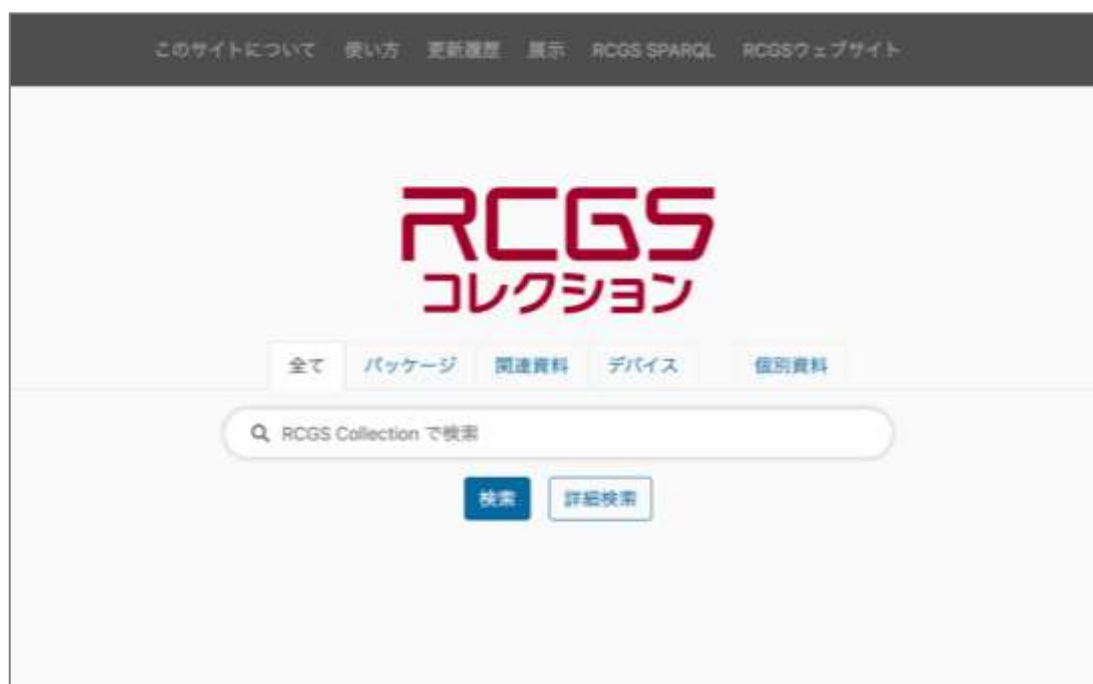 このサイトについて 使い方 更新履歴 展示 RCGS SPARQL RCGSウェブサイト
RCGS
コレクション
全て パッケージ 関連資料 デバイス 個別資料
RCGS Collection で検索
検索 詳細検索